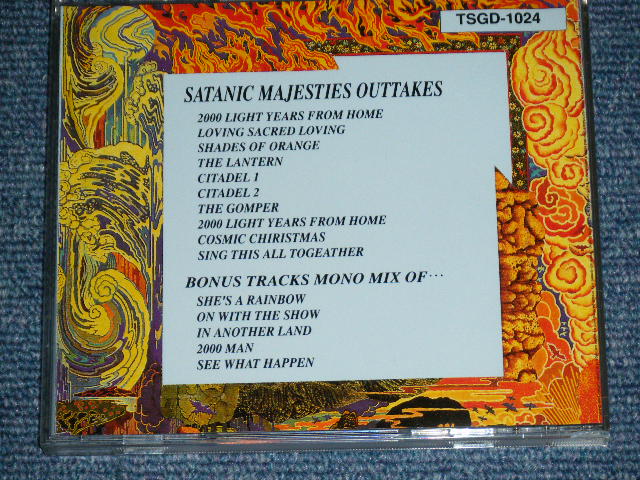 TSGD-1024
SATANIC MAJESTIES OUTTAKES
2000 LIGHT YEARS FROM HOME
LOVING SACRED LOVING
SHADES OF ORANGE
THE LANTERN
CITADEL 1
CITADEL 2
THE GOMPER
2000 LIGHT YEARS FROM HOME
COSMIC CHIRISTMAS
SING THIS ALL TOGEATHER
BONUS TRACKS MONO MIX OF···
SHE'S A RAINBOW
ON WITH THE SHOW
IN ANOTHER LAND
2000 MAN
SEE WHAT HAPPEN